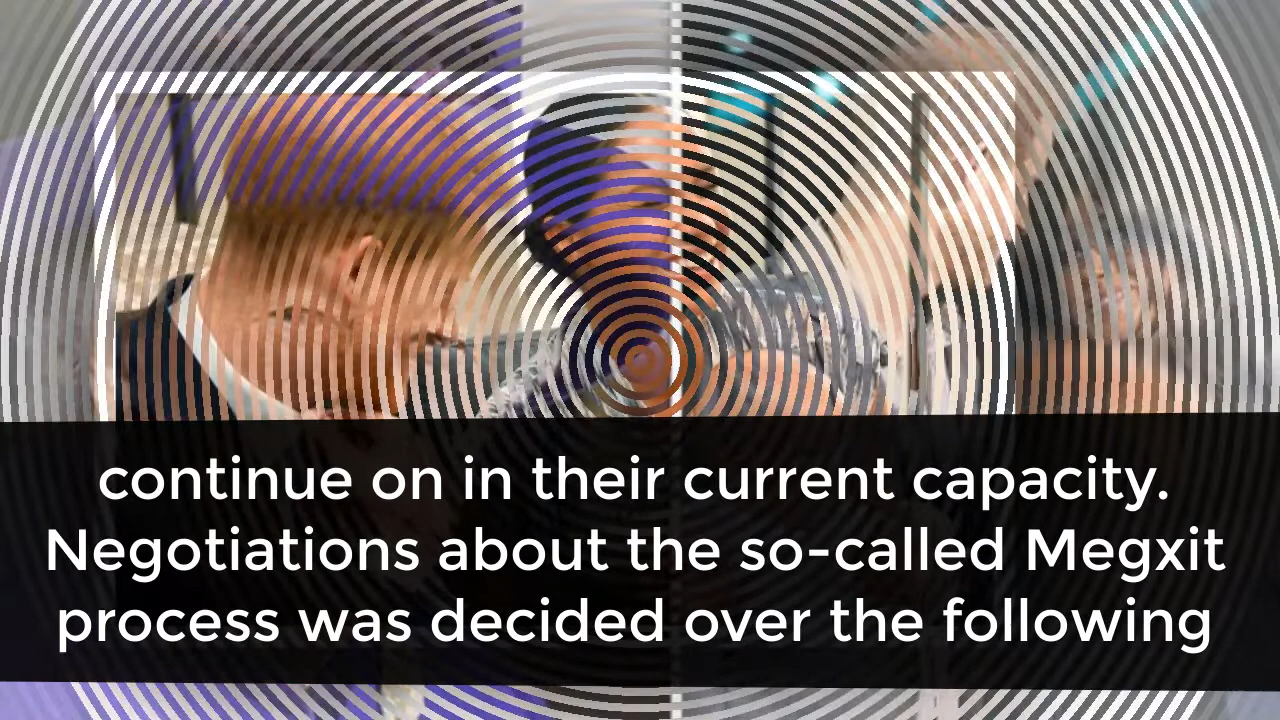 continue on in their current capacity.
Negotiations about the so-called Megxit
process was decided over the following